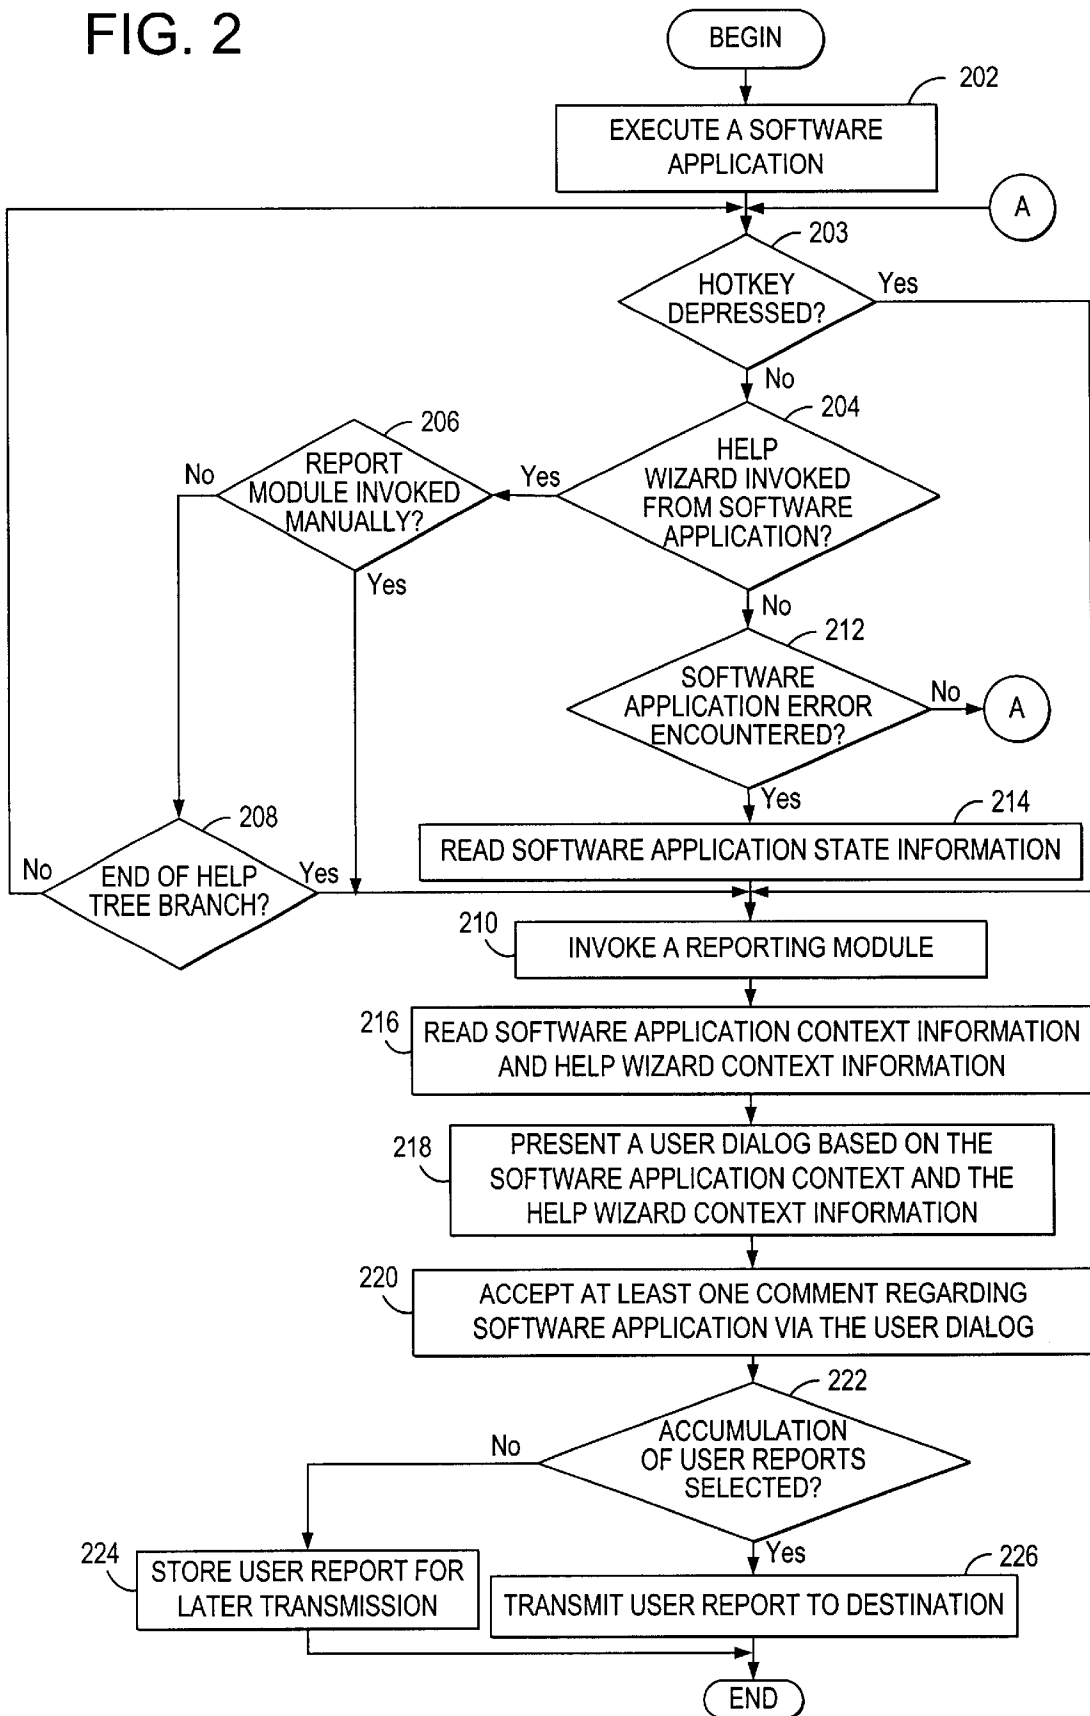 FIG. 2
BEGIN
202
EXECUTE A SOFTWARE
APPLICATION
A
203
HOTKEY
DEPRESSED?
Yes
No
204
HELP
WIZARD INVOKED
FROM SOFTWARE
APPLICATION?
Yes
206
REPORT
MODULE INVOKED
MANUALLY?
No
Yes
No
212
SOFTWARE
APPLICATION ERROR
ENCOUNTERED?
No
A
Yes
214
READ SOFTWARE APPLICATION STATE INFORMATION
208
END OF HELP
TREE BRANCH?
No
Yes
210
INVOKE A REPORTING MODULE
216
READ SOFTWARE APPLICATION CONTEXT INFORMATION
AND HELP WIZARD CONTEXT INFORMATION
218
PRESENT A USER DIALOG BASED ON THE
SOFTWARE APPLICATION CONTEXT AND THE
HELP WIZARD CONTEXT INFORMATION
220
ACCEPT AT LEAST ONE COMMENT REGARDING
SOFTWARE APPLICATION VIA THE USER DIALOG
222
ACCUMULATION
OF USER REPORTS
SELECTED?
No
Yes
224
STORE USER REPORT FOR
LATER TRANSMISSION
226
TRANSMIT USER REPORT TO DESTINATION
END